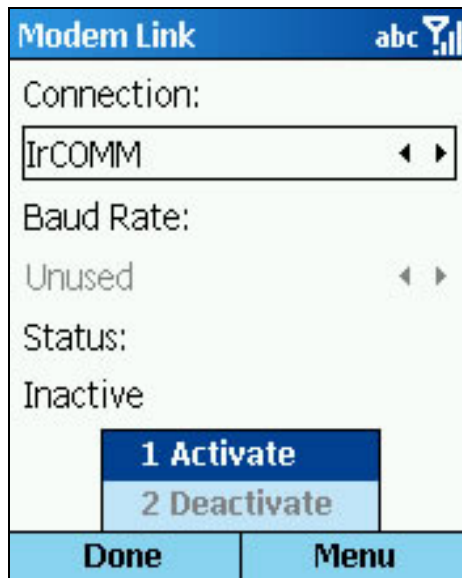 Modem Link abc
Connection:
IrCOMM
Baud Rate:
Unused
Status:
Inactive
1 Activate
2 Deactivate
Done Menu